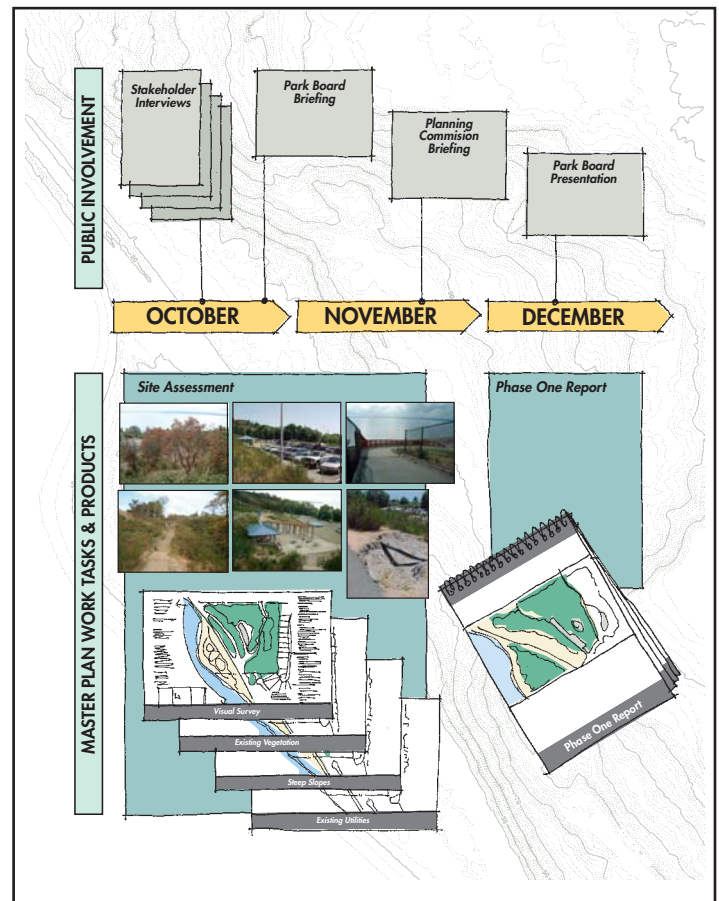 PUBLIC INVOLVEMENT
Stakeholder
Interviews
Park Board
Briefing
Planning
Commision
Briefing
Park Board
Presentation
OCTOBER
NOVEMBER
DECEMBER
MASTER PLAN WORK TASKS & PRODUCTS
Site Assessment
Phase One Report
Visual Survey
Existing Vegetation
Steep Slopes
Existing Utilities
Phase One Report